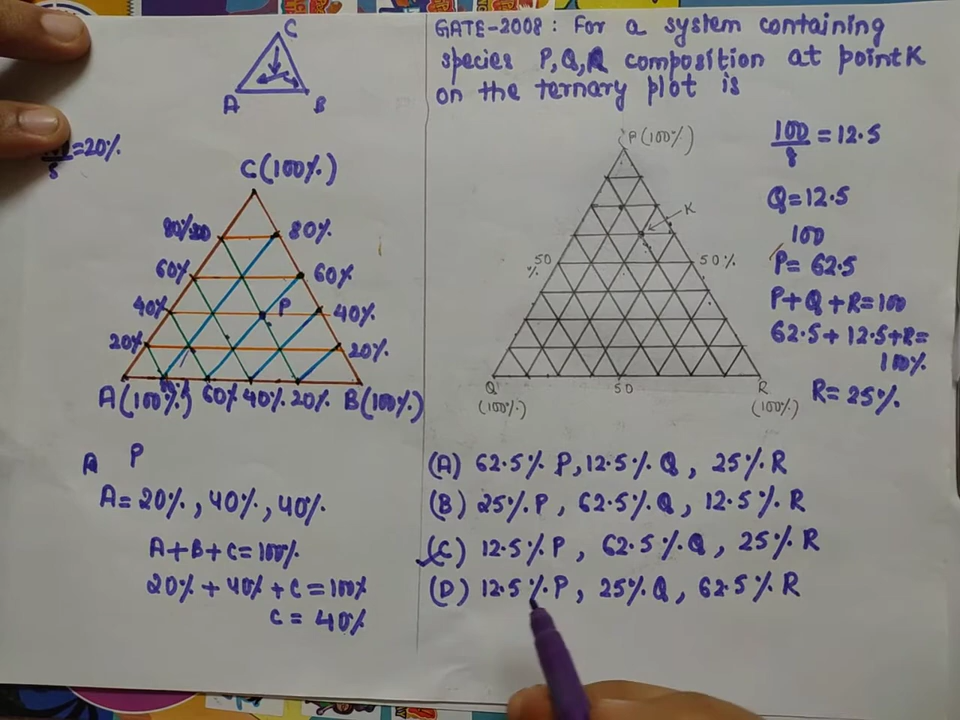 C
A
B
=20%
5
C(100%)
80%
80%
60%
60%
40%
P
40%
20%
20%
A(100%) 60% 40% 20% B(100%)
A P
A=20%, 40%, 40%
A+B+C=100%
20% + 40% + C = 100%
C = 40%
GATE-2008: For a system containing
species P,Q,R composition at point K
on the ternary plot is
P(100%)
K
50
%
50%
Q
(100%)
50
R
(100%)
100
8
=12.5
Q=12.5
100
P= 62.5
P+Q+R=100
62.5+12.5+R=
100%
R=25%
(A) 62.5% P, 12.5% Q, 25% R
(B) 25% P, 62.5% Q, 12.5% R
(C) 12.5% P, 62.5% Q, 25% R
(D) 12.5% P, 25% Q, 62.5% R